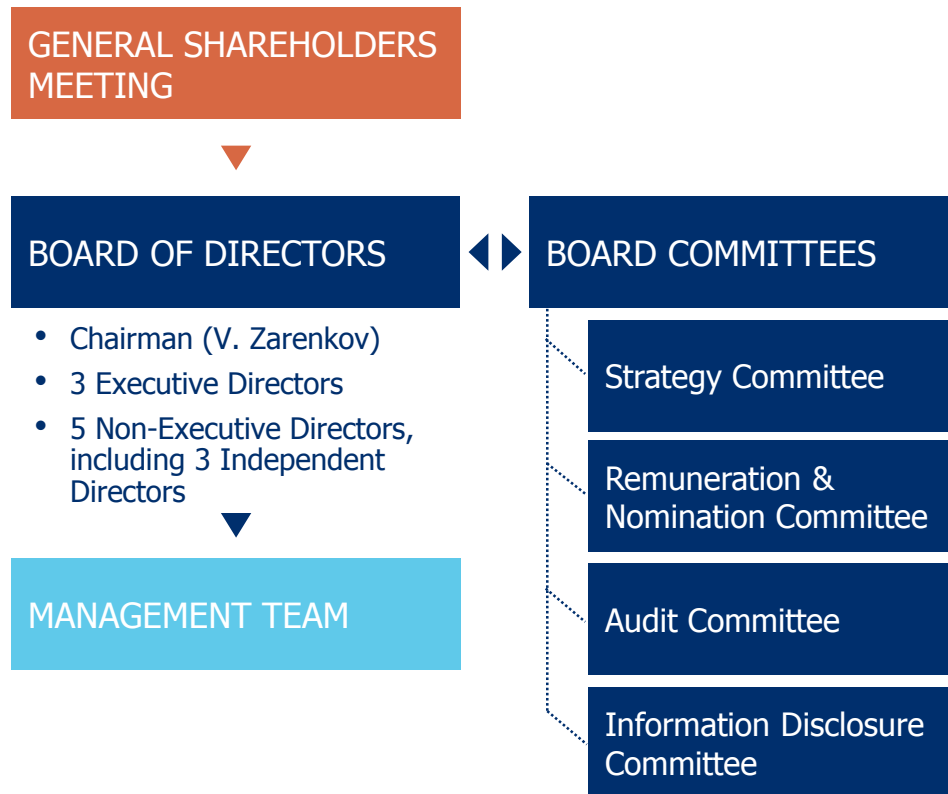 GENERAL SHAREHOLDERS
MEETING
BOARD OF DIRECTORS
• Chairman (V. Zarenkov)
• 3 Executive Directors
• 5 Non-Executive Directors,
including 3 Independent
Directors
MANAGEMENT TEAM
BOARD COMMITTEES
Strategy Committee
Remuneration &
Nomination Committee
Audit Committee
Information Disclosure
Committee